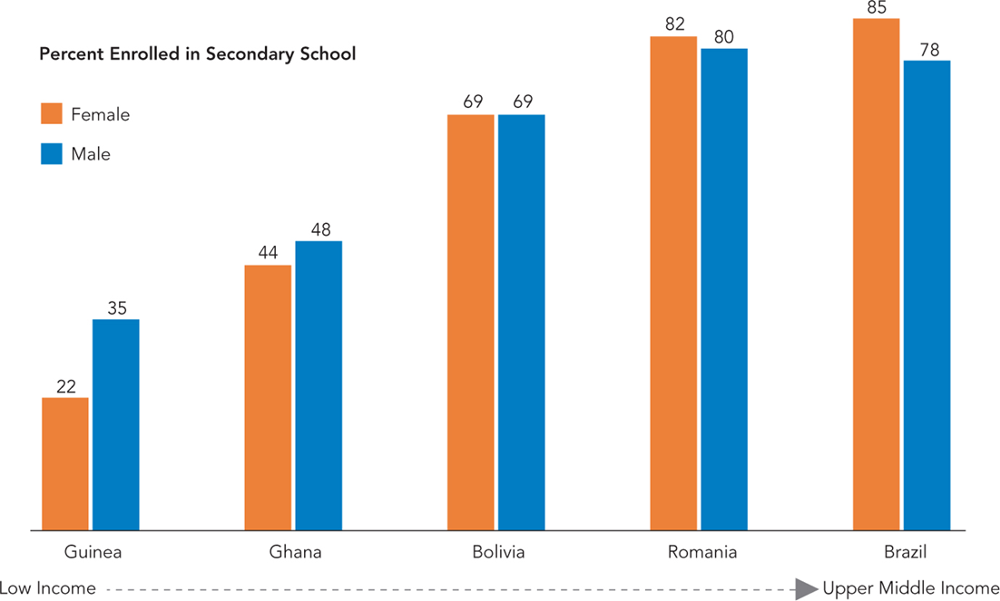 85
82
80
78
Percent Enrolled in Secondary School
Female
Male
69 69
48
44
35
22
Guinea Ghana Bolivia Romania Brazil
Low Income Upper Middle Income